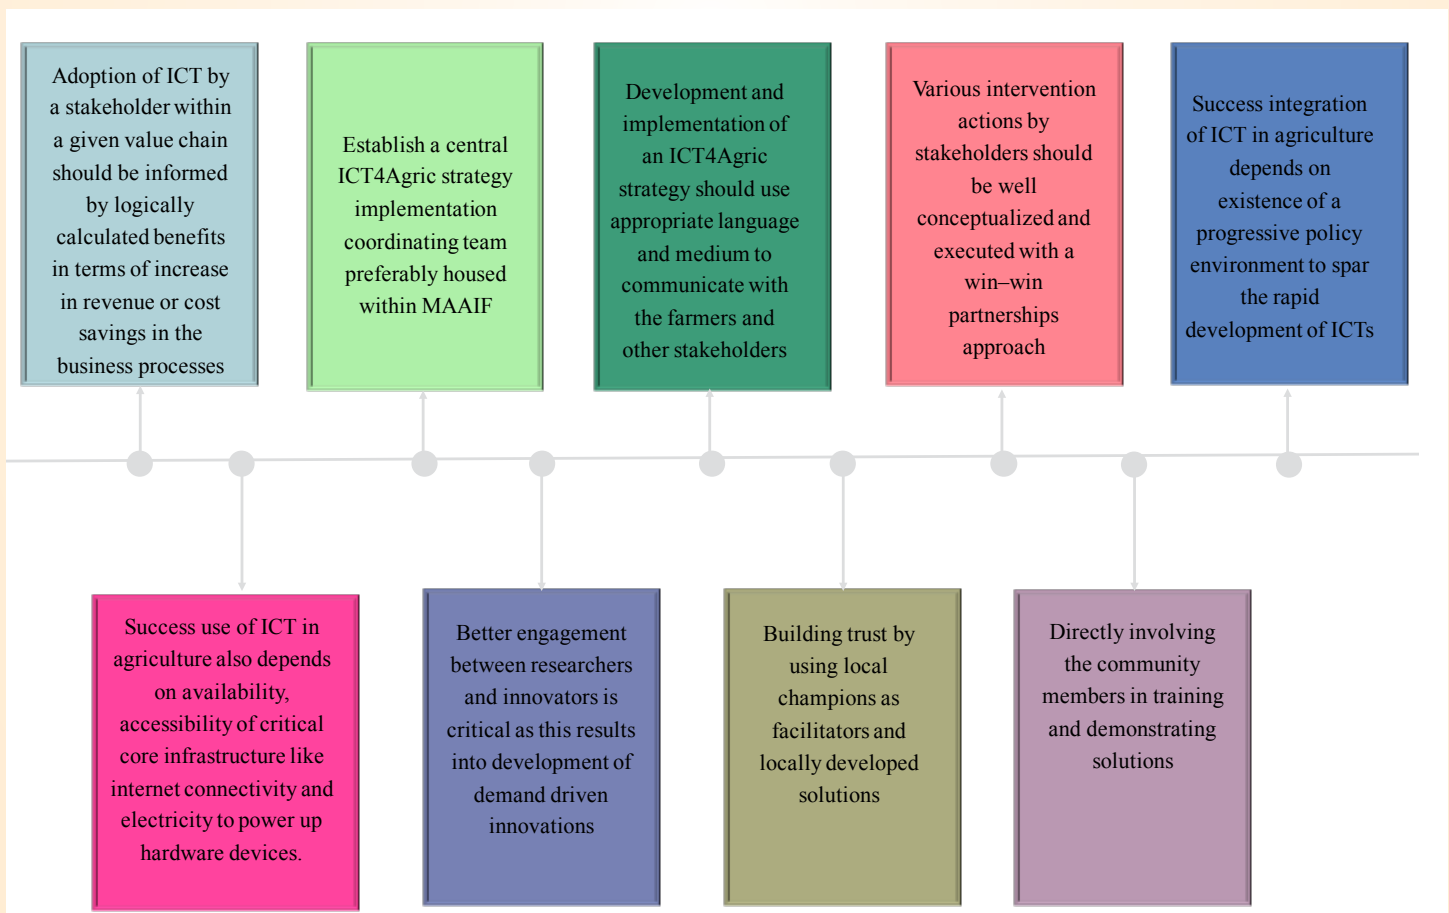 Adoption of ICT by
a stakeholder within
a given value chain
should be informed
by logically
calculated benefits
in terms of increase
in revenue or cost
savings in the
business processes
Establish a central
ICT4Agric strategy
implementation
coordinating team
preferably housed
within MAAIF
Development and
implementation of
an ICT4Agric
strategy should use
appropriate language
and medium to
communicate with
the farmers and
other stakeholders
Various intervention
actions by
stakeholders should
be well
conceptualized and
executed with a
win–win
partnerships
approach
Success integration
of ICT in agriculture
depends on
existence of a
progressive policy
environment to spar
the rapid
development of ICTs
Success use of ICT in
agriculture also depends
on availability,
accessibility of critical
core infrastructure like
internet connectivity and
electricity to power up
hardware devices.
Better engagement
between researchers
and innovators is
critical as this results
into development of
demand driven
innovations
Building trust by
using local
champions as
facilitators and
locally developed
solutions
Directly involving
the community
members in training
and demonstrating
solutions